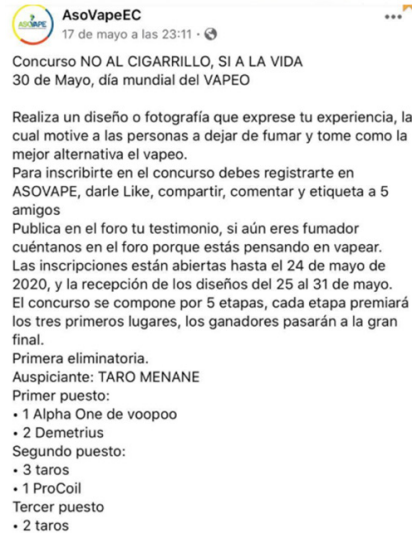 ASOVAPE
AsoVapeEC
17 de mayo a las 23:11 ·
Concurso NO AL CIGARRILLO, SI A LA VIDA
30 de Mayo, día mundial del VAPEO
Realiza un diseño o fotografía que exprese tu experiencia, la
cual motive a las personas a dejar de fumar y tome como la
mejor alternativa el vapeo.
Para inscribirte en el concurso debes registrarte en
ASOVAPE, darle Like, compartir, comentar y etiqueta a 5
amigos
Publica en el foro tu testimonio, si aún eres fumador
cuéntanos en el foro porque estás pensando en vapear.
Las inscripciones están abiertas hasta el 24 de mayo de
2020, y la recepción de los diseños del 25 al 31 de mayo.
El concurso se compone por 5 etapas, cada etapa premiará
los tres primeros lugares, los ganadores pasarán a la gran
final.
Primera eliminatoria.
Auspiciante: TARO MENANE
Primer puesto:
• 1 Alpha One de voopoo
• 2 Demetrius
Segundo puesto:
• 3 taros
• 1 ProCoil
Tercer puesto
• 2 taros